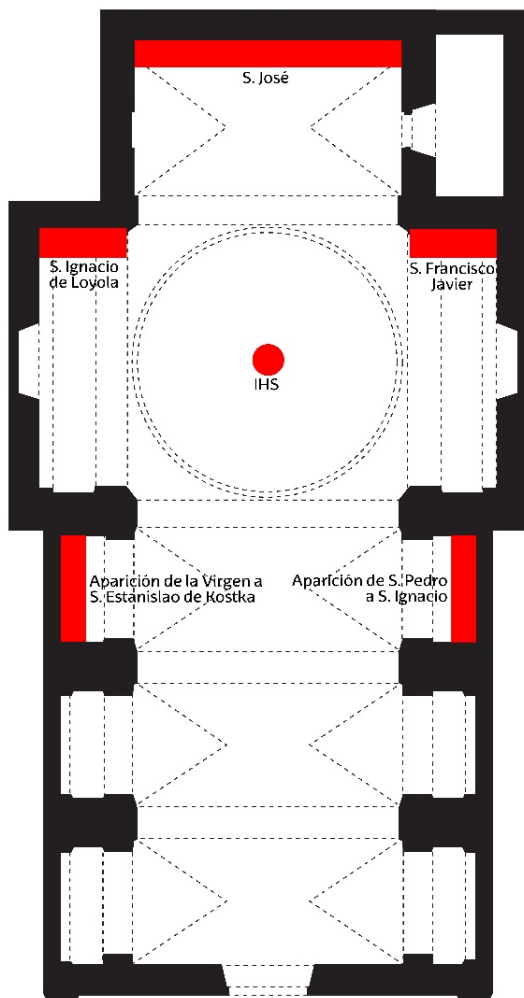 S. José
S. Ignacio
de Loyola
S. Francisco
Javier
IHS
Aparición de la Virgen a
S. Estanislao de Kostka
Aparición de S. Pedro
a S. Ignacio